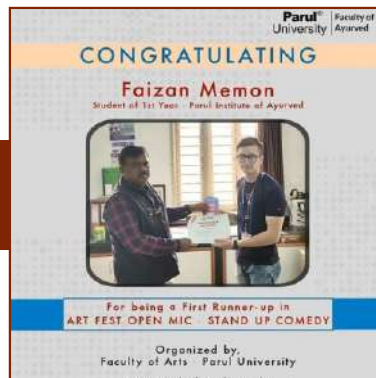 Parul® Faculty of
University Ayurved
CONGRATULATING
Faizan Memon
Student of 1st Year - Parul Institute of Ayurved
For being a First Runner-up in
ART FEST OPEN MIC - STAND UP COMEDY
Organized by,
Faculty of Arts - Parul University